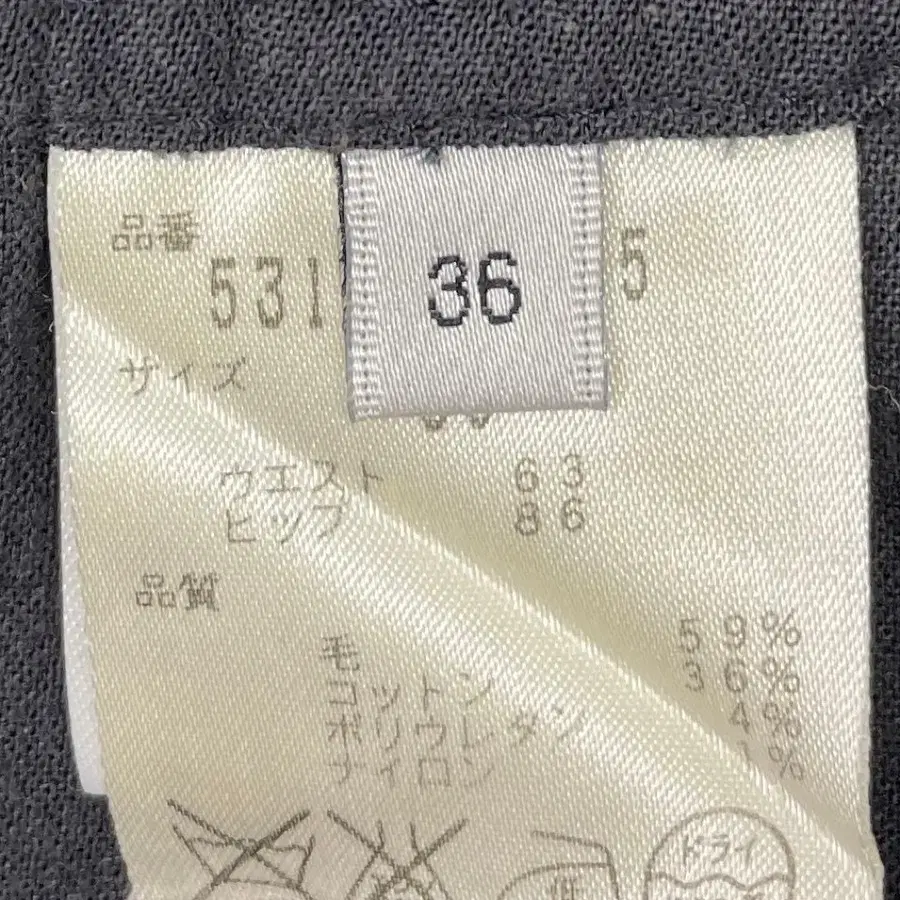 品番
531 5
36
サイズ
ウエスト 63
ヒップ 86
品質
毛 59%
コットン 36%
ポリウレタン 4%
ナイロン 1%
低
ドライ